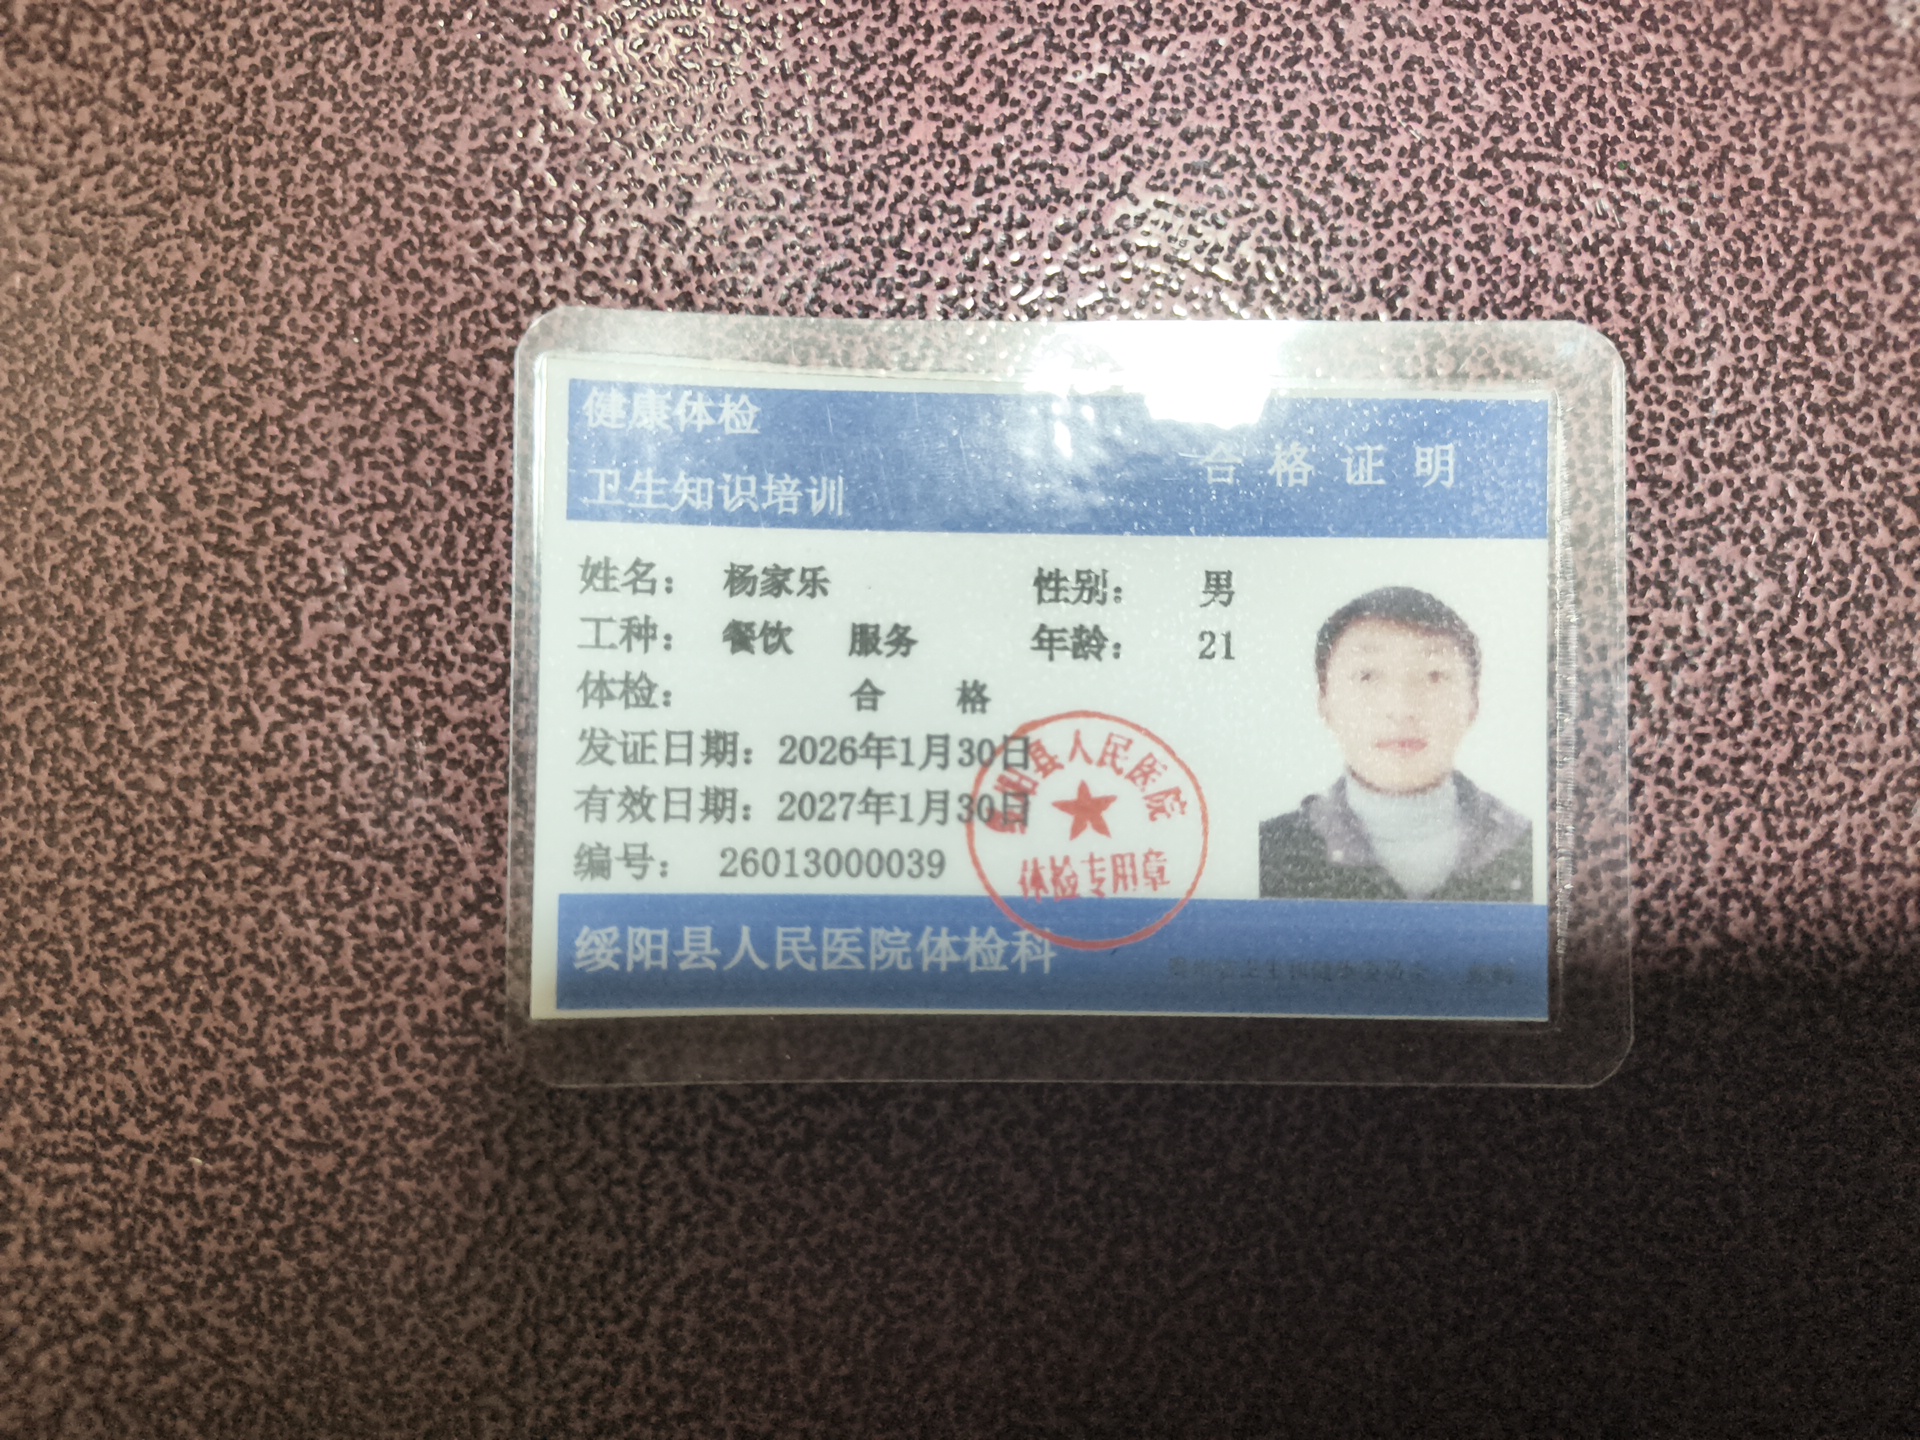 健康体检
卫生知识培训
合格证明
姓名： 杨家乐 性别： 男
工种： 餐饮 服务 年龄： 21
体检： 合 格
发证日期：2026年1月30日
有效日期：2027年1月30日
编号： 26013000039
绥阳县人民医院
体检专用章
绥阳县人民医院体检科